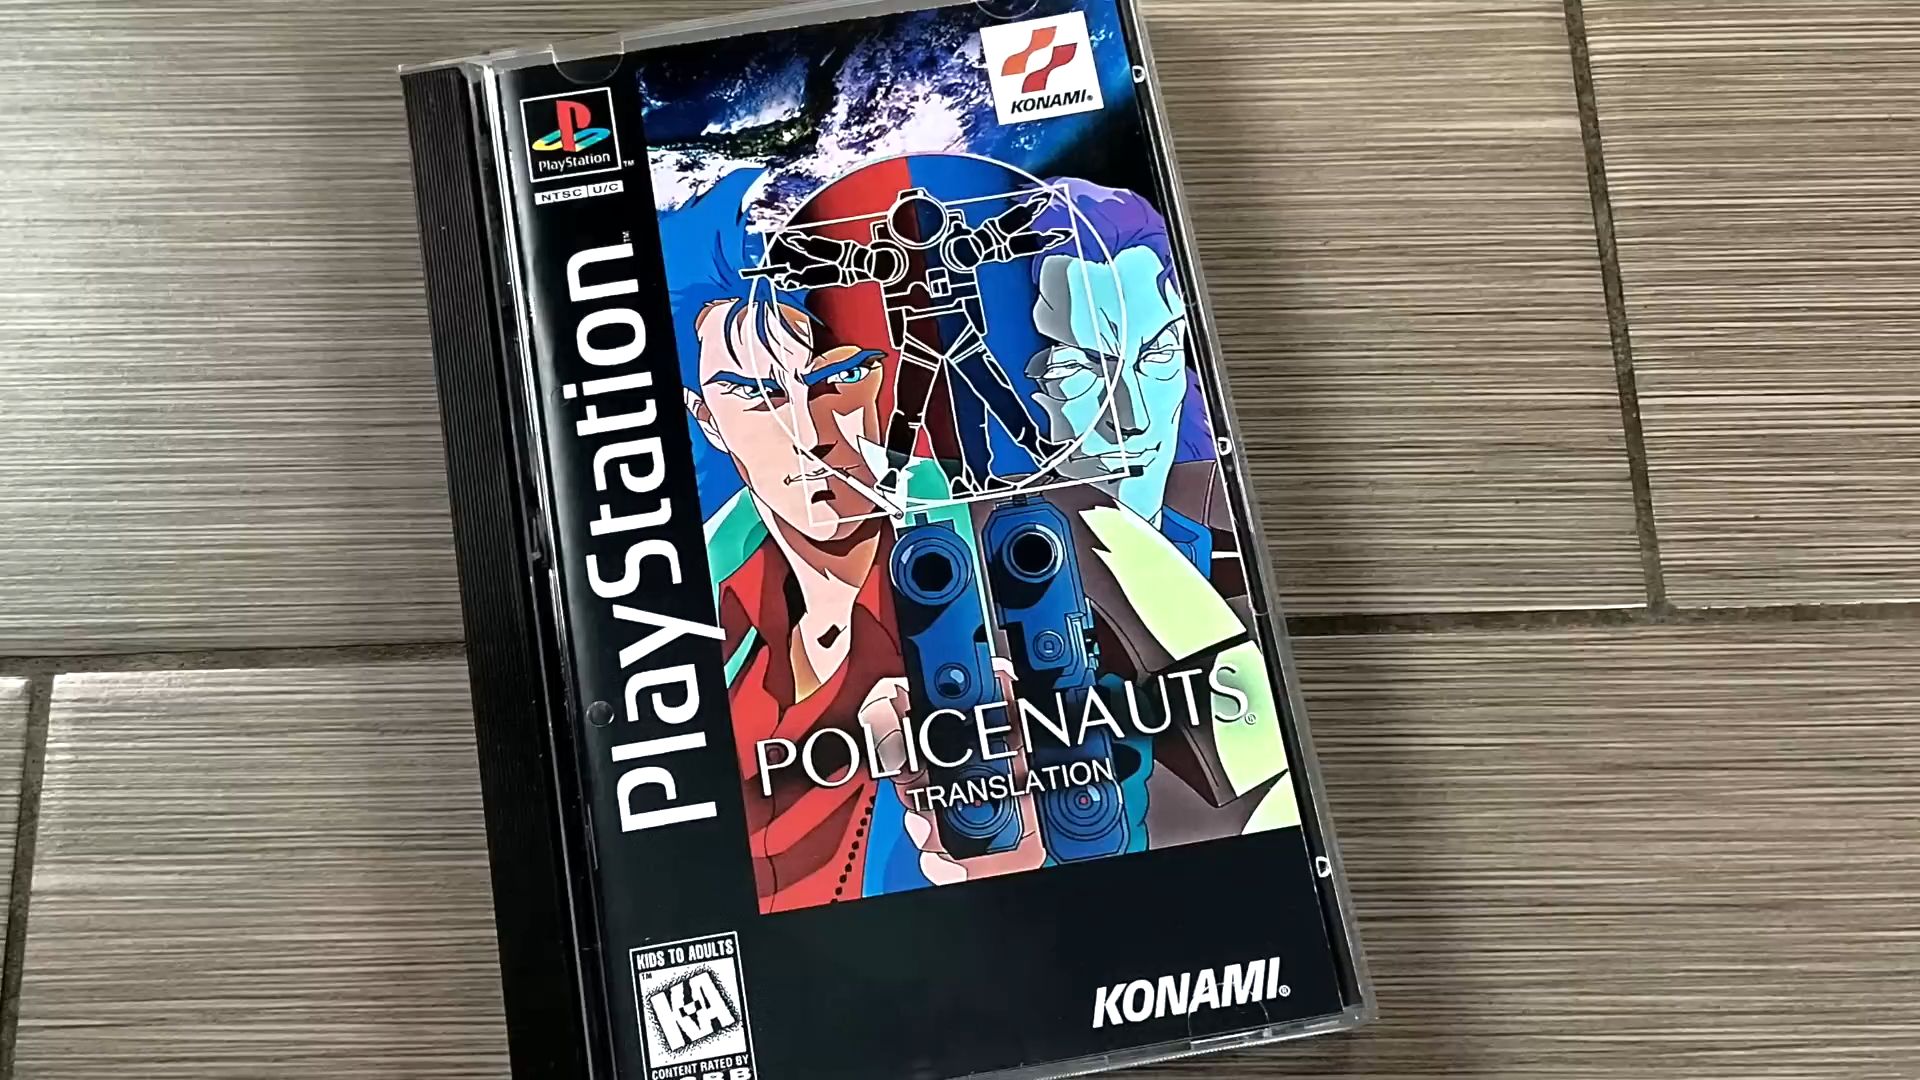 PlayStation
NTSC U/C
PlayStation
KONAMI
POLICENAUTS
TRANSLATION
KIDS TO ADULTS
KA
CONTENT RATED BY
KONAMI